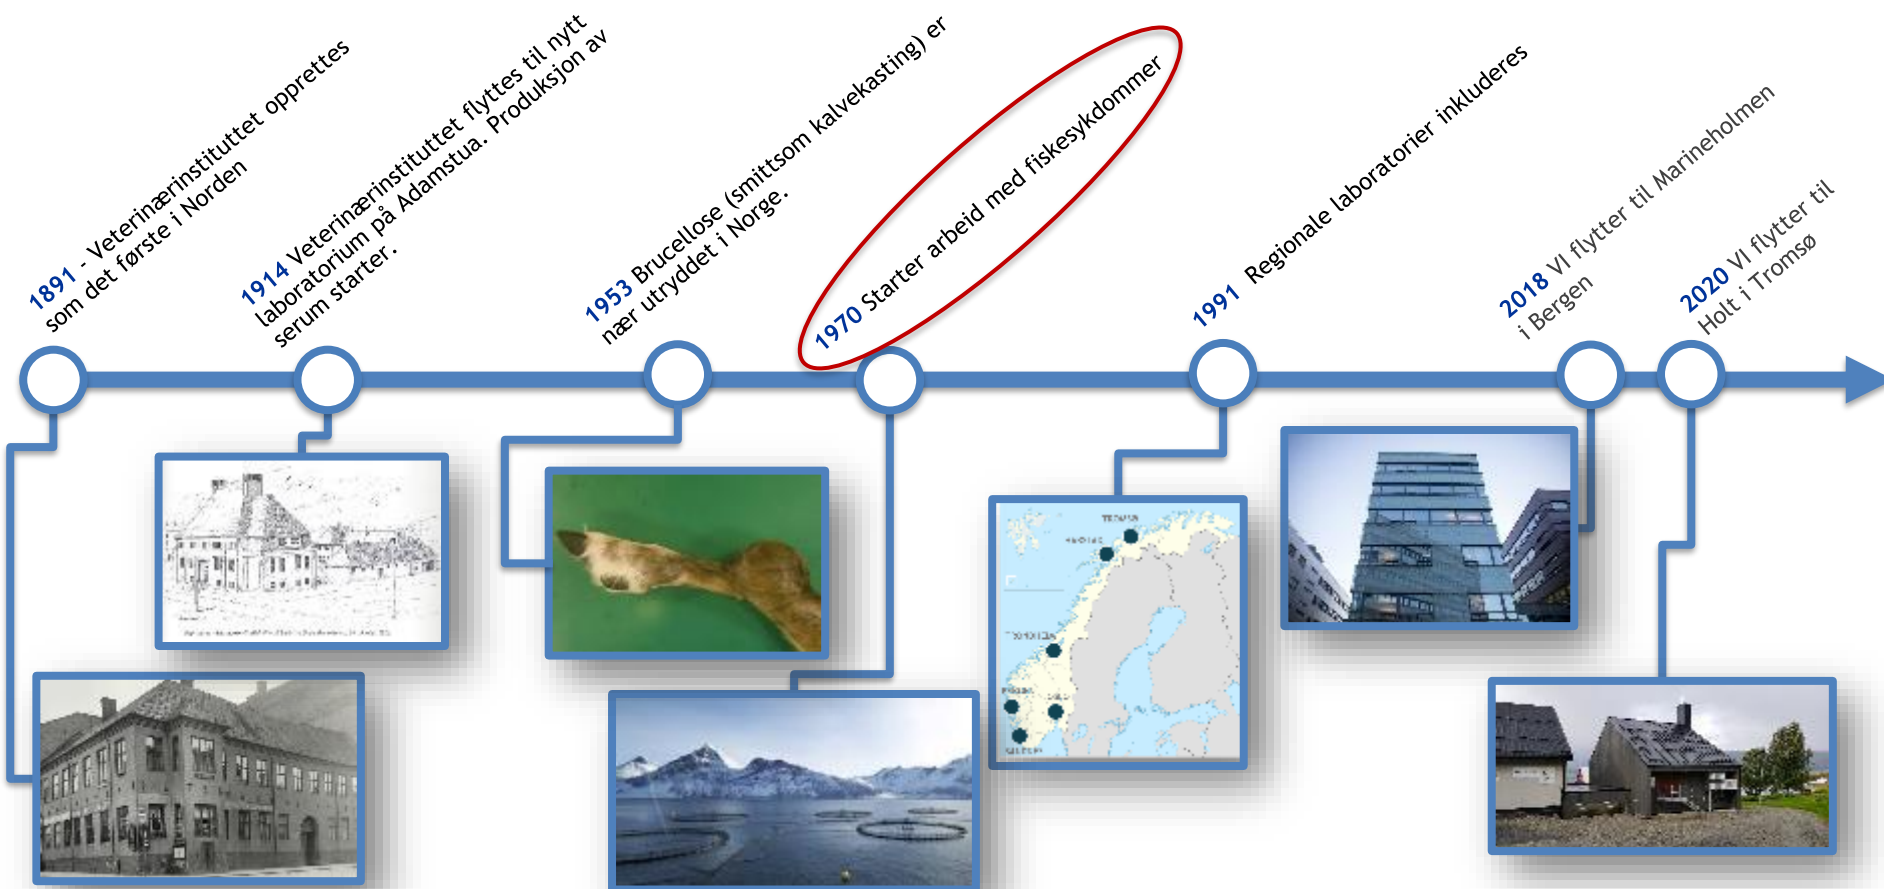 1891 - Veterinærinstituttet opprettes
som det første i Norden
1914 Veterinærinstituttet flyttes til nytt
laboratorium på Adamstua. Produksjon av
serum starter.
1953 Brucellose (smittsom kalvekasting) er
nær utryddet i Norge.
1970 Starter arbeid med fiskesykdommer
1991 Regionale laboratorier inkluderes
2018 VI flytter til Marineholmen
i Bergen
2020 VI flytter til
Holt i Tromsø